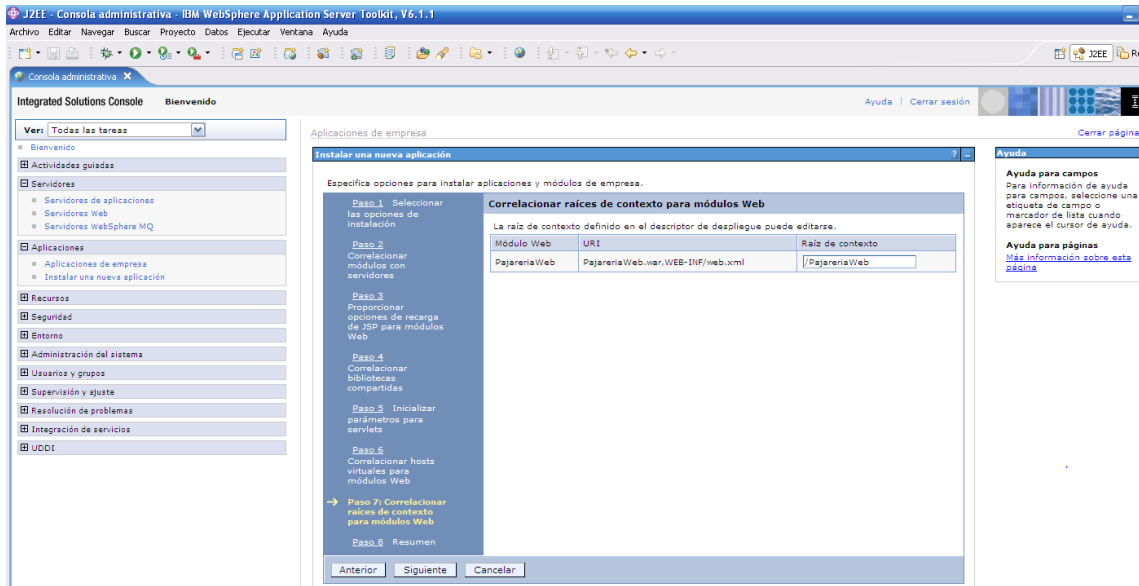 J2EE - Consola administrativa - IBM WebSphere Application Server Toolkit, V6.1.1
Archivo Editar Navegar Buscar Proyecto Datos Ejecutar Ventana Ayuda
J2EE
Consola administrativa
Integrated Solutions Console Bienvenido
Ayuda | Cerrar sesión
Ver: Todas las tareas
Bienvenido
Actividades guiadas
Servidores
Servidores de aplicaciones
Servidores Web
Servidores WebSphere MQ
Aplicaciones
Aplicaciones de empresa
Instalar una nueva aplicación
Recursos
Seguridad
Entorno
Administración del sistema
Usuarios y grupos
Supervisión y ajuste
Resolución de problemas
Integración de servicios
UDDI
Aplicaciones de empresa
Cerrar página
Instalar una nueva aplicación
? -
Especifica opciones para instalar aplicaciones y módulos de empresa.
Paso 1 Seleccionar
las opciones de
instalación
Paso 2
Correlacionar
módulos con
servidores
Paso 3
Proporcionar
opciones de recarga
de JSP para módulos
Web
Paso 4
Correlacionar
bibliotecas
compartidas
Paso 5 Inicializar
parámetros para
servlets
Paso 6
Correlacionar hosts
virtuales para
módulos Web
Paso 7: Correlacionar
raíces de contexto
para módulos Web
Paso 8 Resumen
Correlacionar raíces de contexto para módulos Web
La raíz de contexto definido en el descriptor de despliegue puede editarse.
Módulo Web URI Raíz de contexto
PajareriaWeb PajareriaWeb.war,WEB-INF/web.xml /PajareriaWeb
Anterior Siguiente Cancelar
Ayuda
Ayuda para campos
Para información de ayuda
para campos, seleccione una
etiqueta de campo o
marcador de lista cuando
aparece el cursor de ayuda.
Ayuda para páginas
Más información sobre esta
página